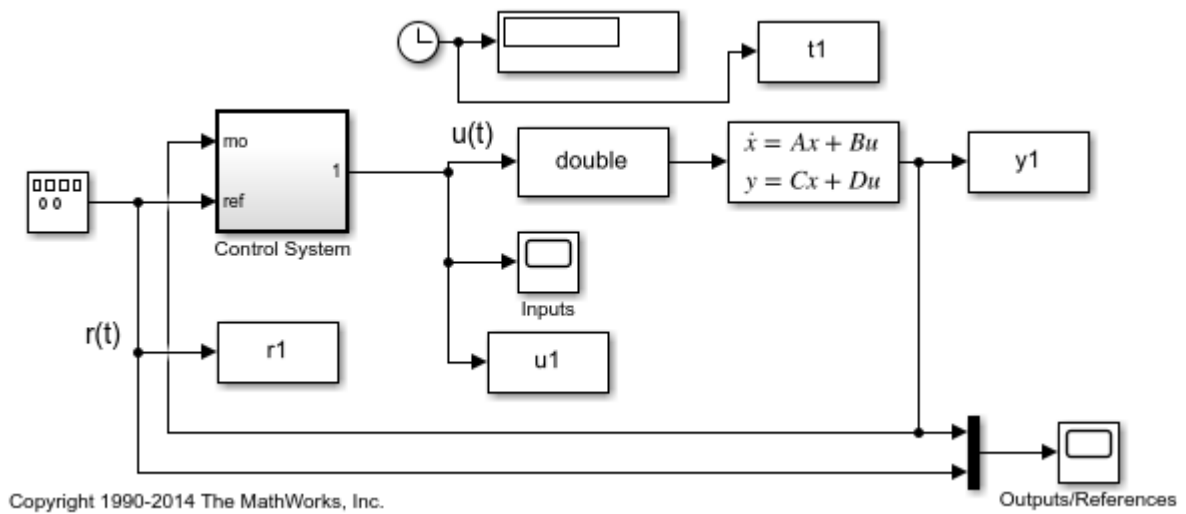 t1
mo
ref
1
Control System
u(t)
double
ẋ = Ax + Bu
y = Cx + Du
y1
Inputs
r(t)
r1
u1
Outputs/References
Copyright 1990-2014 The MathWorks, Inc.